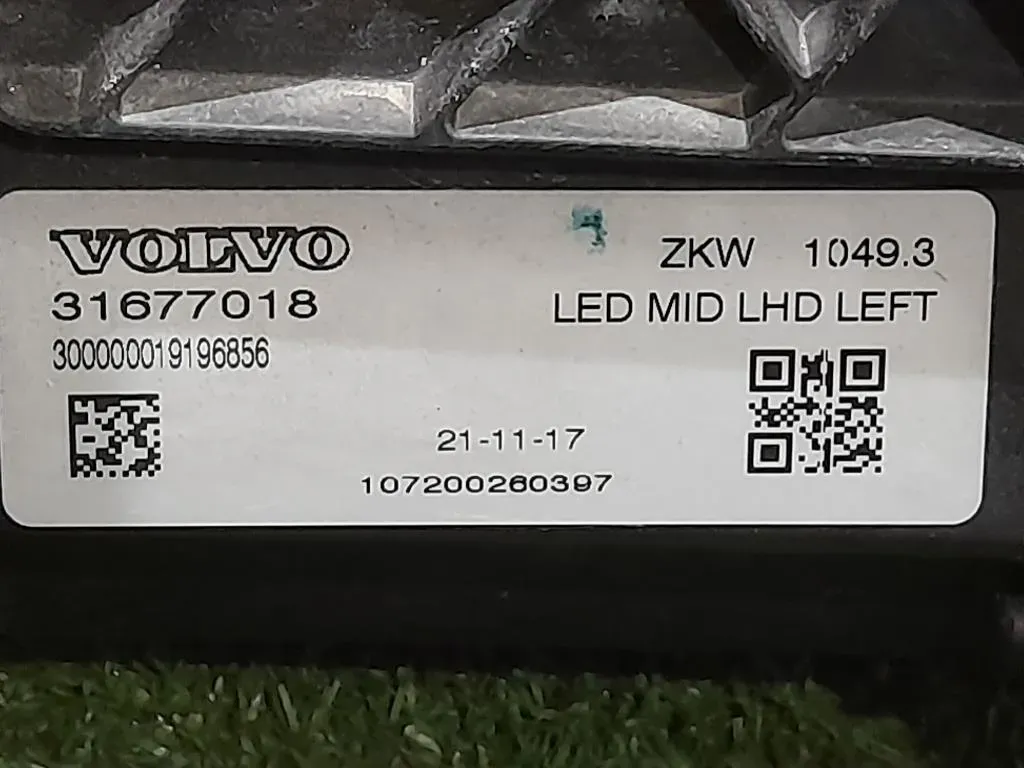 VOLVO
ZKW 1049.3
31677018
LED MID LHD LEFT
300000019196856
21-11-17
107200260397